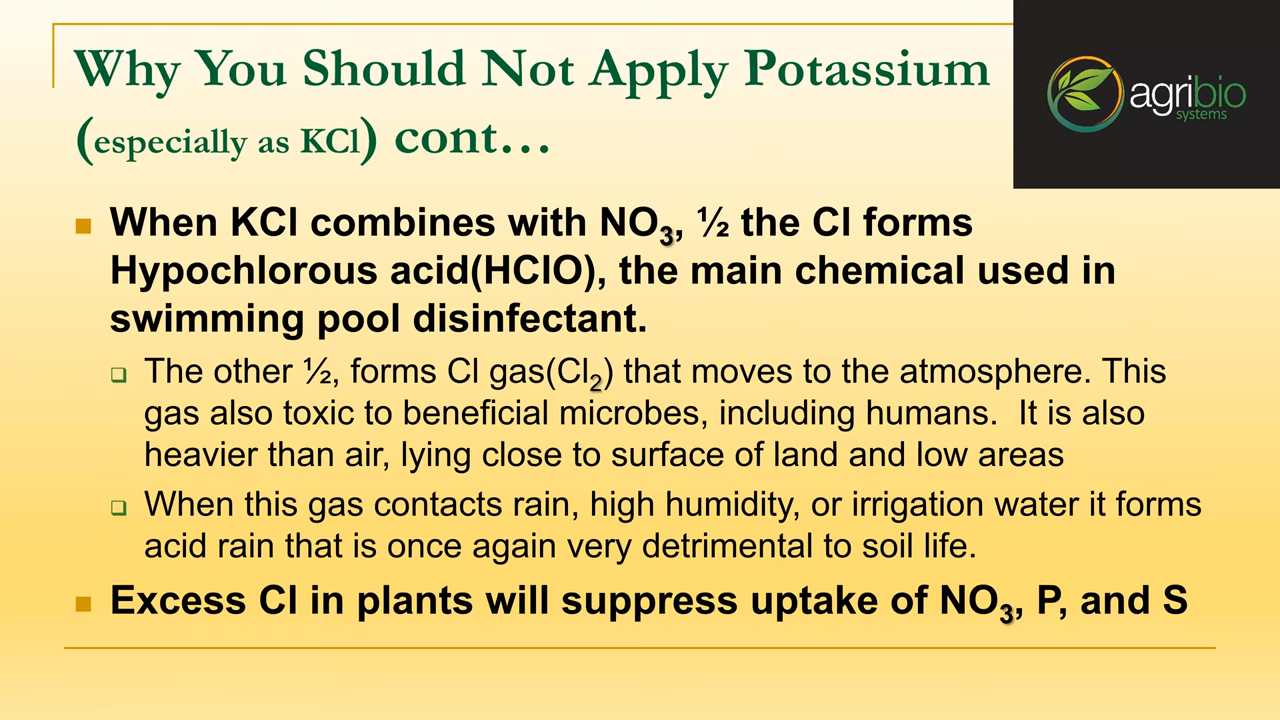 Why You Should Not Apply Potassium
(especially as KCl) cont…
agribio
systems
When KCl combines with NO3, ½ the Cl forms
Hypochlorous acid(HClO), the main chemical used in
swimming pool disinfectant.
The other ½, forms Cl gas(Cl2) that moves to the atmosphere. This
gas also toxic to beneficial microbes, including humans.  It is also
heavier than air, lying close to surface of land and low areas
When this gas contacts rain, high humidity, or irrigation water it forms
acid rain that is once again very detrimental to soil life.
Excess Cl in plants will suppress uptake of NO3, P, and S